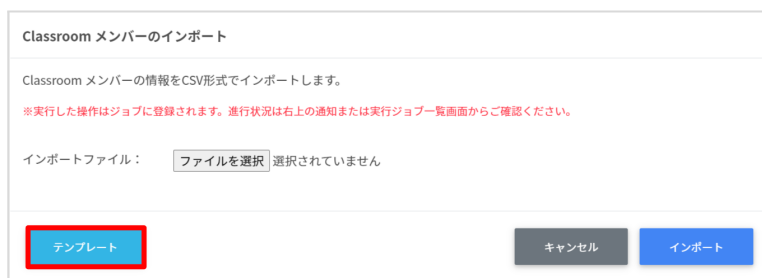 Classroom メンバーのインポート
Classroom メンバーの情報をCSV形式でインポートします。
※実行した操作はジョブに登録されます。進行状況は右上の通知または実行ジョブ一覧画面からご確認ください。
インポートファイル： ファイルを選択 選択されていません
テンプレート キャンセル インポート